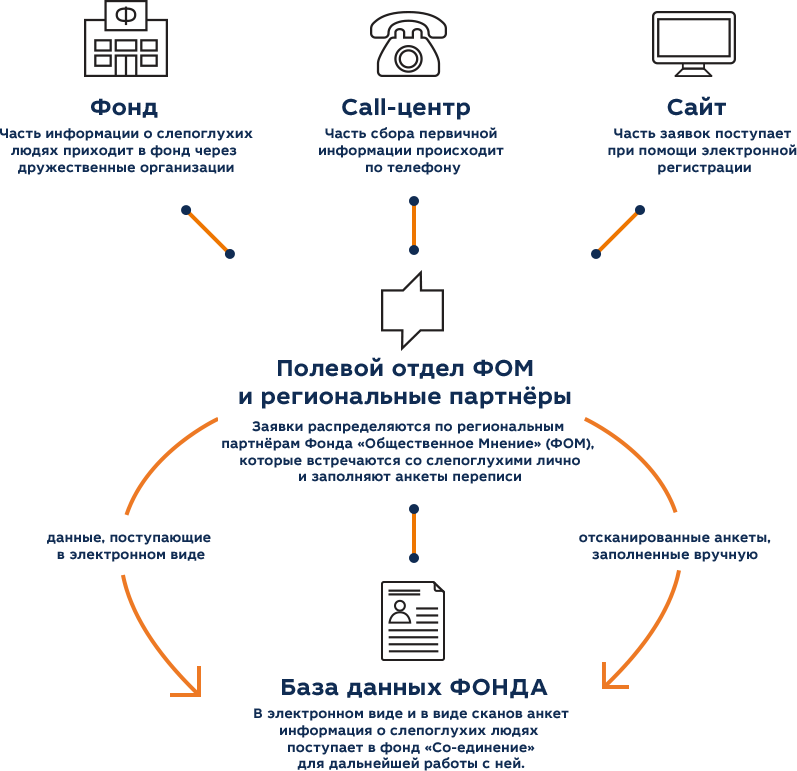 Ф
Фонд
Часть информации о слепоглухих
людях приходит в фонд через
дружественные организации
Call-центр
Часть сбора первичной
информации происходит
по телефону
Сайт
Часть заявок поступает
при помощи электронной
регистрации
Полевой отдел ФОМ
и региональные партнёры
Заявки распределяются по региональным
партнёрам Фонда «Общественное Мнение» (ФОМ),
которые встречаются со слепоглухими лично
и заполняют анкеты переписи
данные, поступающие
в электронном виде
отсканированные анкеты,
заполненные вручную
База данных ФОНДА
В электронном виде и в виде сканов анкет
информация о слепоглухих людях
поступает в фонд «Со-единение»
для дальнейшей работы с ней.